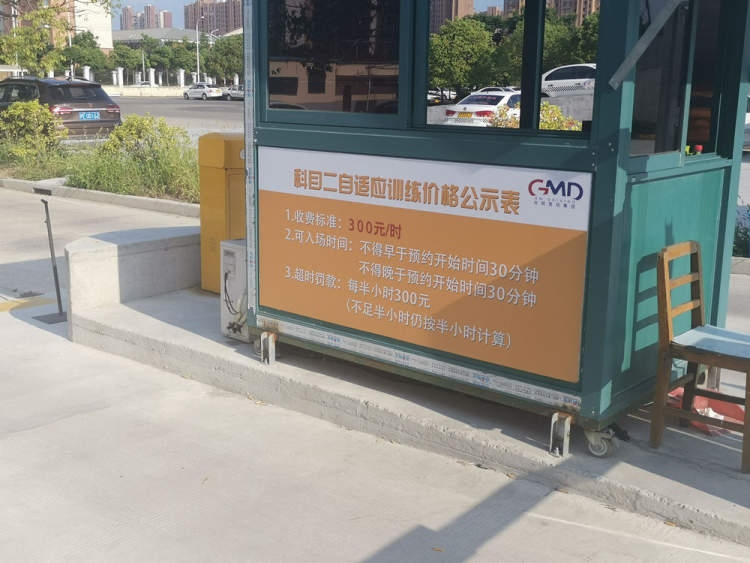 科目二自适应训练价格公示表
GMD
1.收费标准：300元/时
2.可入场时间：不得早于预约开始时间30分钟
不得晚于预约开始时间30分钟
3.超时罚款：每半小时300元
（不足半小时仍按半小时计算）